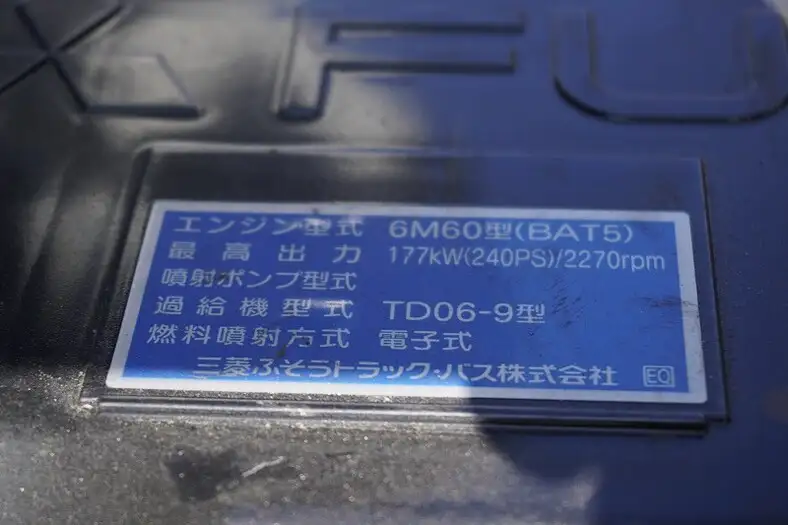 FU
エンジン型式 6M60型(BAT5)
最高出力 177kW(240PS)/2270rpm
噴射ポンプ型式
過給機型式 TD06-9型
燃料噴射方式 電子式
三菱ふそうトラック・バス株式会社 EQ